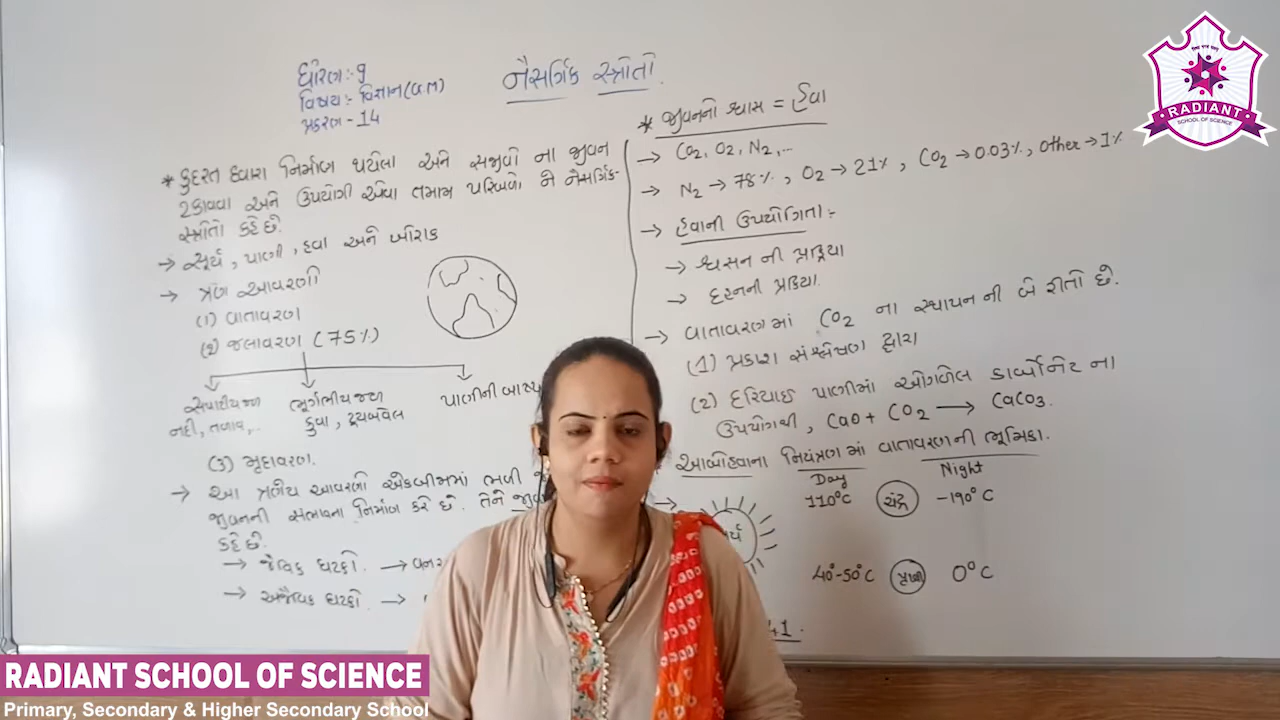 ધોરણ:- 9
વિષય:- વિજ્ઞાન (G.M)
પ્રકરણ - 14
નૈસર્ગિક સ્ત્રોતો.
* કુદરત દ્વારા નિર્માણ થયેલા અને સજીવો ના જીવન
ટકાવવા અને ઉપયોગી એવા તમામ પરિબળો ને નૈસર્ગિક
સ્ત્રોતો કહે છે.
→ સૂર્ય, પાણી, હવા અને ખોરાક
→ ત્રણ આવરણો
(1) વાતાવરણ
(2) જલાવરણ (75%)
સપાટીય જળ
નદી, તળાવ,..
ભૂગર્ભીય જળ
કુવા, ટ્યુબવેલ
પાણીની બાષ્પ
(3) મૃદાવરણ.
→ આ ત્રણેય આવરણો એકબીજામાં ભળી
જીવનની સંભાવના નિર્માણ કરે છે. તેને
કહે છે.
→ જૈવિક ઘટકો. →
→ અજૈવિક ઘટકો. →
* જીવનનો શ્વાસ = હવા
→ CO2, O2, N2,...
→ N2 → 78%, O2 → 21%, CO2 → 0.03%, Other → 1%
→ હવાની ઉપયોગિતા:-
→ શ્વસન ની પ્રક્રિયા
→ દહનની પ્રક્રિયા.
→ વાતાવરણમાં CO2 ના સ્થાપન ની બે રીતો છે.
(1) પ્રકાશ સંશ્લેષણ દ્વારા
(2) દરિયાઈ પાણીમાં ઓગળેલ કાર્બોનેટ ના
ઉપયોગથી, CaO + CO2 → CaCO3.
આબોહવાના નિયંત્રણમાં વાતાવરણની ભૂમિકા.
→
Day Night
110°C ચંદ્ર -190°C
40°-50°C પૃથ્વી 0°C
41.
RADIANT
SCHOOL OF SCIENCE
RADIANT SCHOOL OF SCIENCE
Primary, Secondary & Higher Secondary School